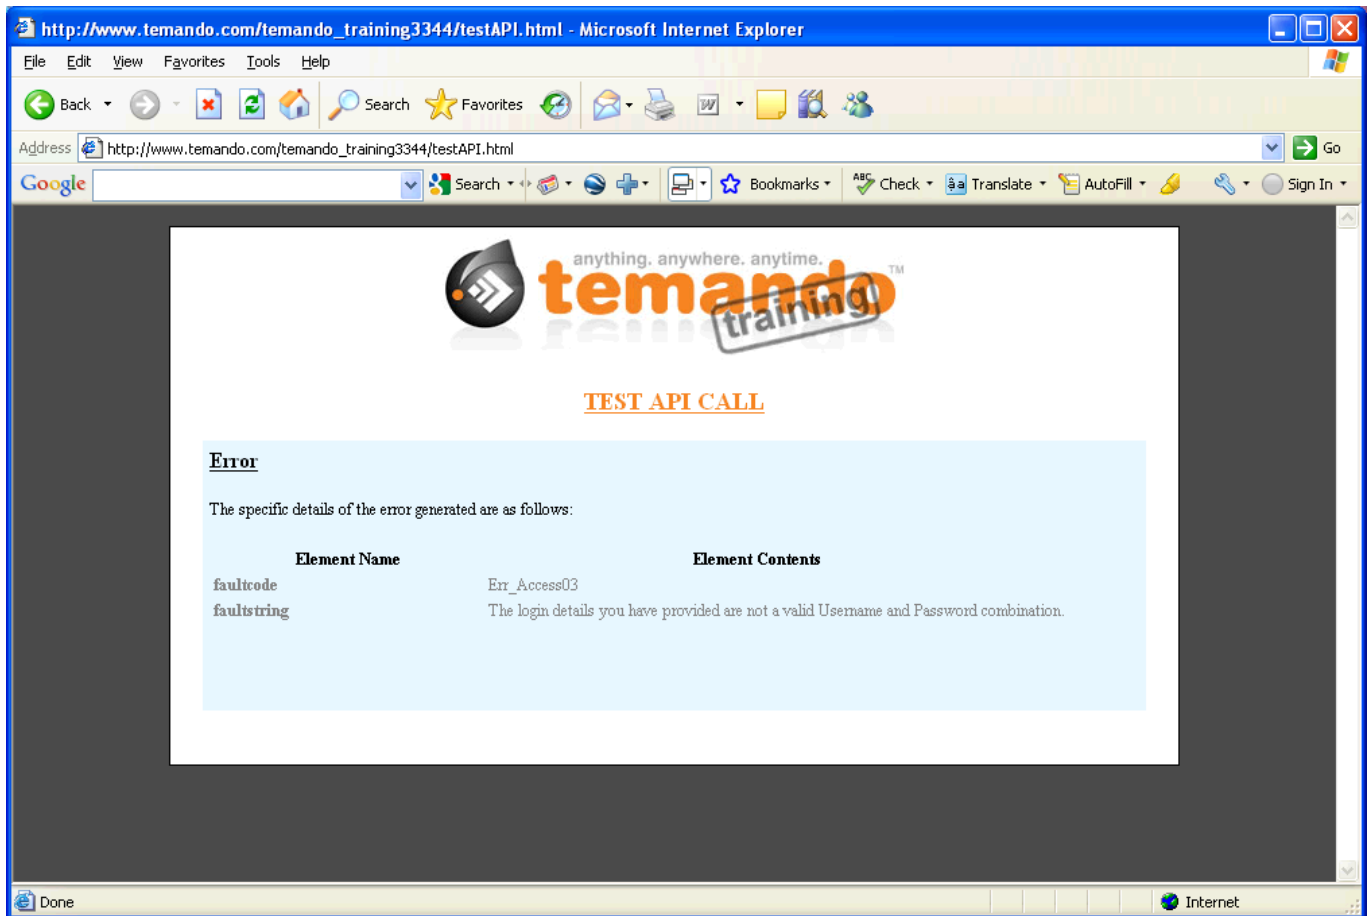 http://www.temando.com/temando_training3344/testAPI.html - Microsoft Internet Explorer
File Edit View Favorites Tools Help
Back Search Favorites
Address http://www.temando.com/temando_training3344/testAPI.html Go
Google Search Bookmarks ABC Check âa Translate AutoFill Sign In
anything. anywhere. anytime.
temando™
training
TEST API CALL
Error
The specific details of the error generated are as follows:
Element Name Element Contents
faultcode Err_Access03
faultstring The login details you have provided are not a valid Username and Password combination.
Done Internet